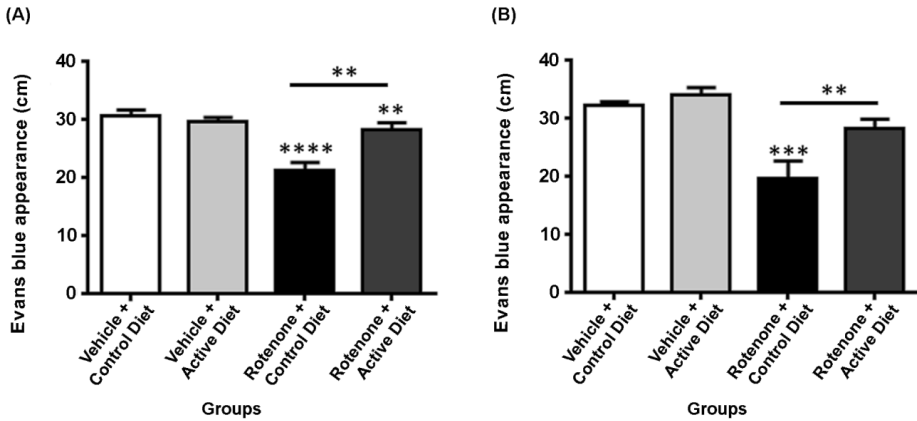 (A)
Evans blue appearance (cm)
40
30
20
10
0
**
****
**
Vehicle +
Control Diet
Vehicle +
Active Diet
Rotenone +
Control Diet
Rotenone +
Active Diet
Groups
(B)
Evans blue appearance (cm)
40
30
20
10
0
**
***
Vehicle +
Control Diet
Vehicle +
Active Diet
Rotenone +
Control Diet
Rotenone +
Active Diet
Groups